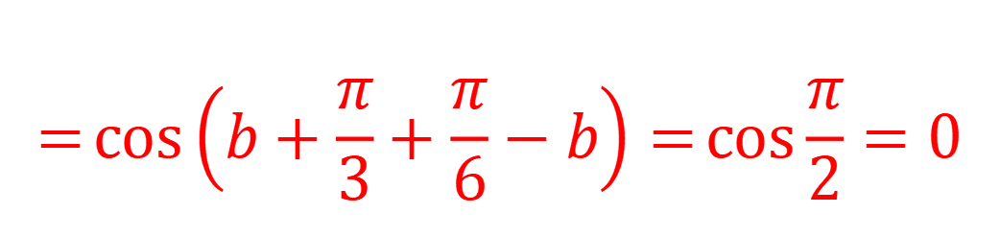 = cos(b + π/3 + π/6 − b) = cos π/2 = 0